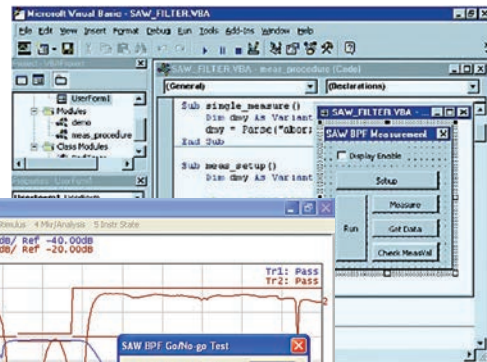 Microsoft Visual Basic - SAW_FILTER.VBA
File Edit View Insert Format Debug Run Tools Add-Ins Window Help
SAW_FILTER.VBA - meas_procedure (Code)
(General)
(Declarations)
UserForm1
Modules
demo
meas_procedure
Class Modules
Sub single_measure()
Dim dmy As Variant
dmy = Parse("abor
End Sub
Sub meas_setup()
Dim dmy As Variant
SAW_FILTER.VBA -
SAW BPF Measurement
Display Enable
Setup
Measure
Run
Get Data
Check MeasVal
Stimulus 4 Mkr/Analysis 5 Instr State
dB/ Ref -40.00dB
dB/ Ref -20.00dB
Tr1: Pass
Tr2: Pass
2
SAW BPF Go/No-go Test